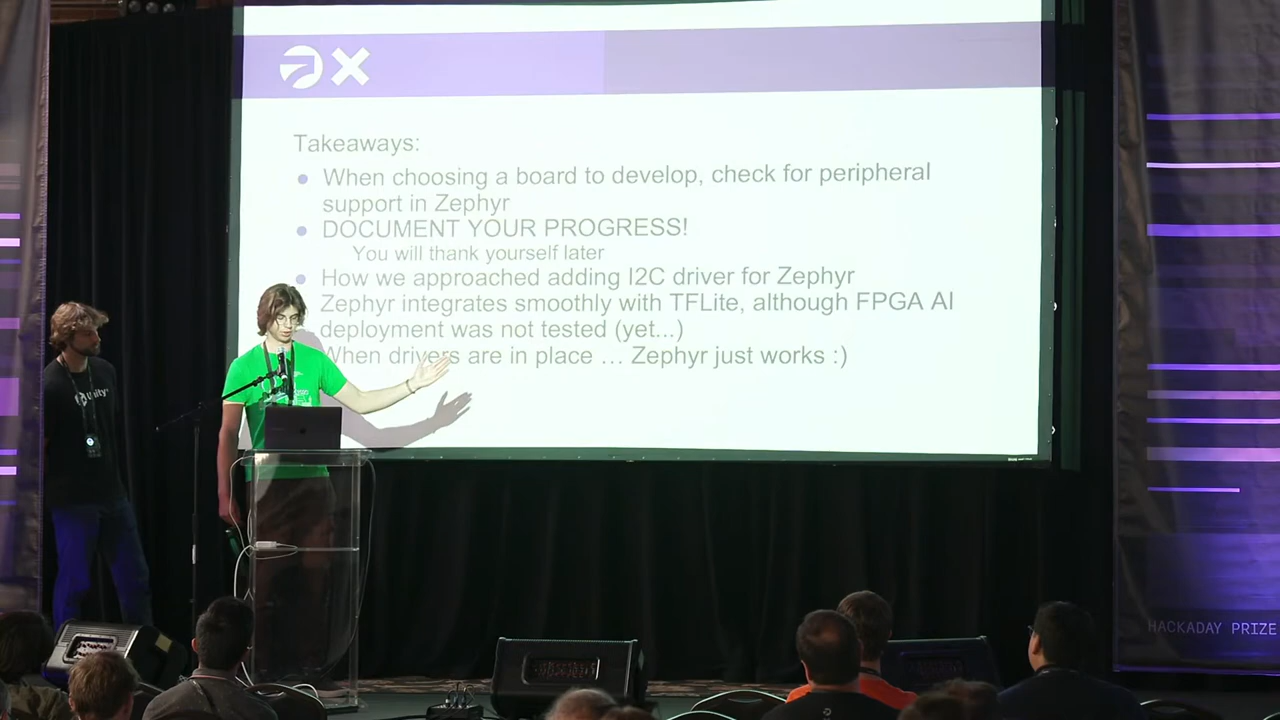 Takeaways:
When choosing a board to develop, check for peripheral
support in Zephyr
DOCUMENT YOUR PROGRESS!
You will thank yourself later
How we approached adding I2C driver for Zephyr
Zephyr integrates smoothly with TFLite, although FPGA AI
deployment was not tested (yet...)
When drivers are in place … Zephyr just works :)
HACKADAY PRIZE